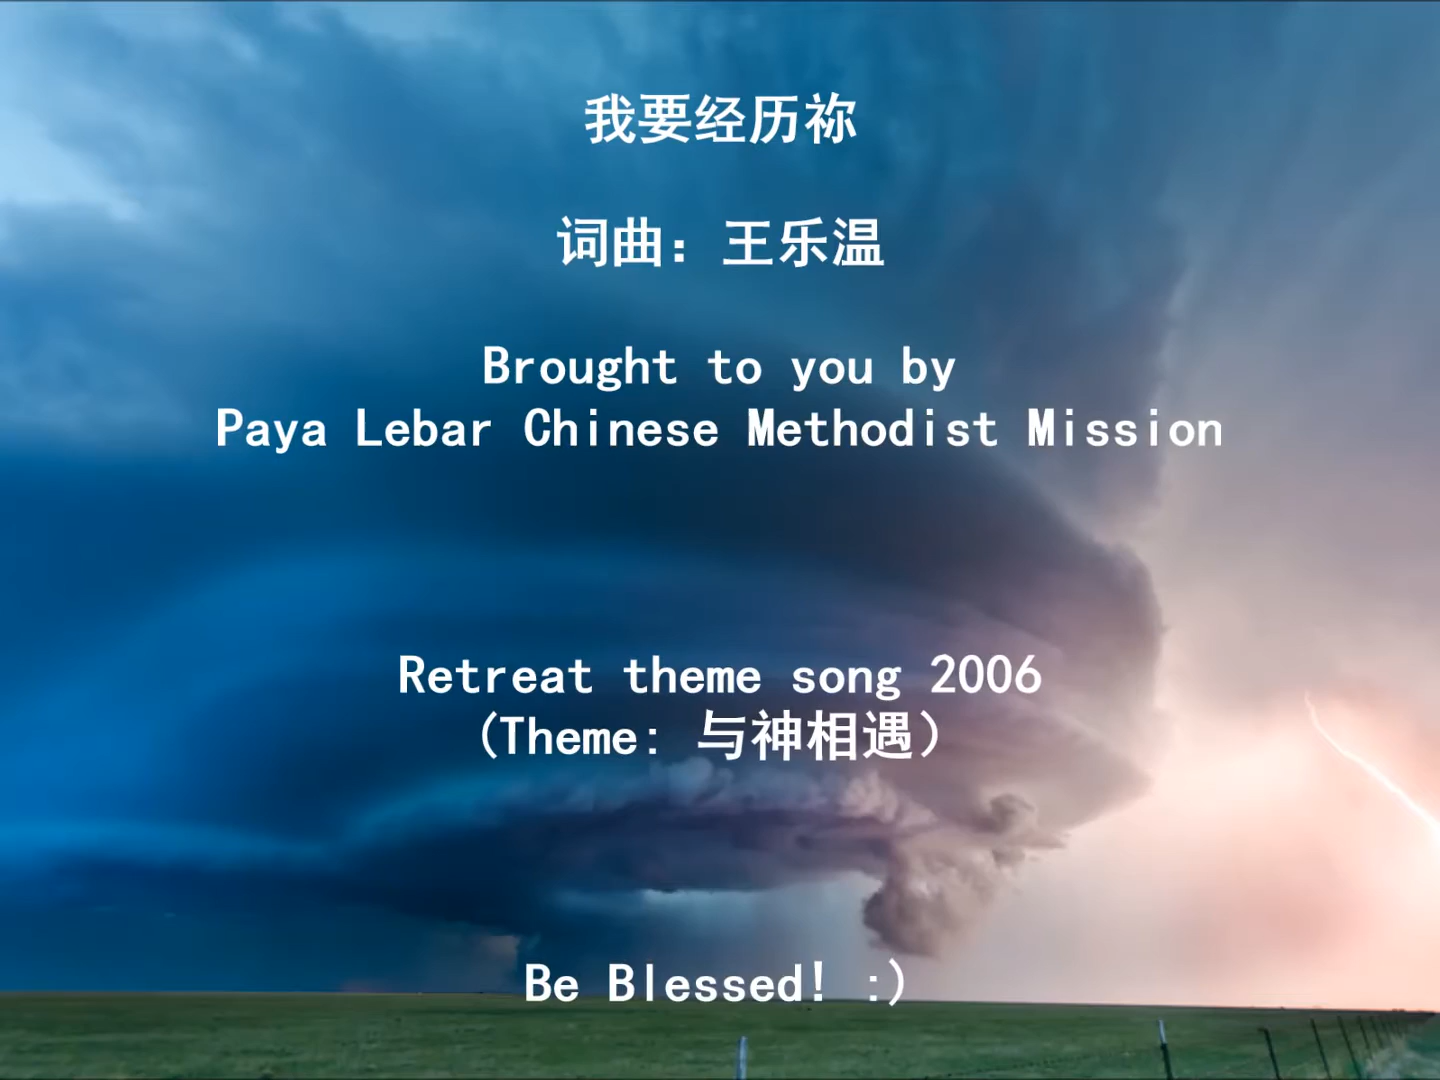 我要经历祢
词曲：王乐温
Brought to you by
Paya Lebar Chinese Methodist Mission
Retreat theme song 2006
(Theme: 与神相遇）
Be Blessed! :)